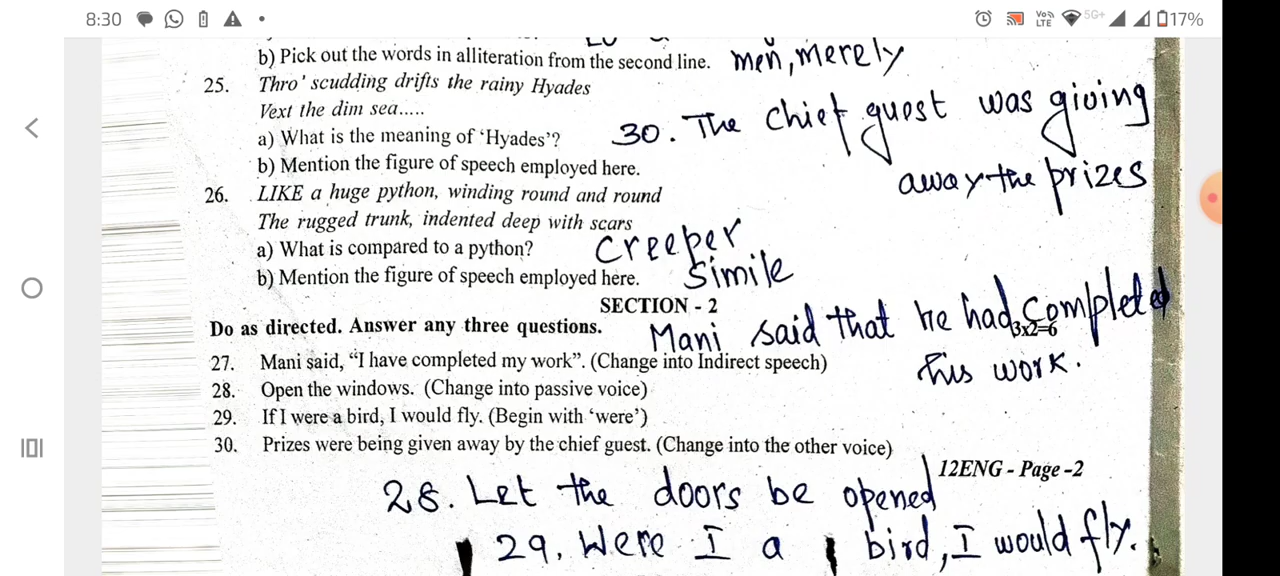 8:30 Vo)) LTE 5G+ 17%
b) Pick out the words in alliteration from the second line. men, merely
25. Thro' scudding drifts the rainy Hyades
Vext the dim sea.....
a) What is the meaning of 'Hyades'? 30. The chief guest was giving
b) Mention the figure of speech employed here. away the prizes
26. LIKE a huge python, winding round and round
The rugged trunk, indented deep with scars
a) What is compared to a python? Creeper
b) Mention the figure of speech employed here. Simile
SECTION - 2
Do as directed. Answer any three questions. 3x2=6
Mani said that he had completed
his work.
27. Mani said, “I have completed my work”. (Change into Indirect speech)
28. Open the windows. (Change into passive voice)
29. If I were a bird, I would fly. (Begin with ‘were’)
30. Prizes were being given away by the chief guest. (Change into the other voice)
12ENG - Page -2
28. Let the doors be opened
29. Were I a bird, I would fly.